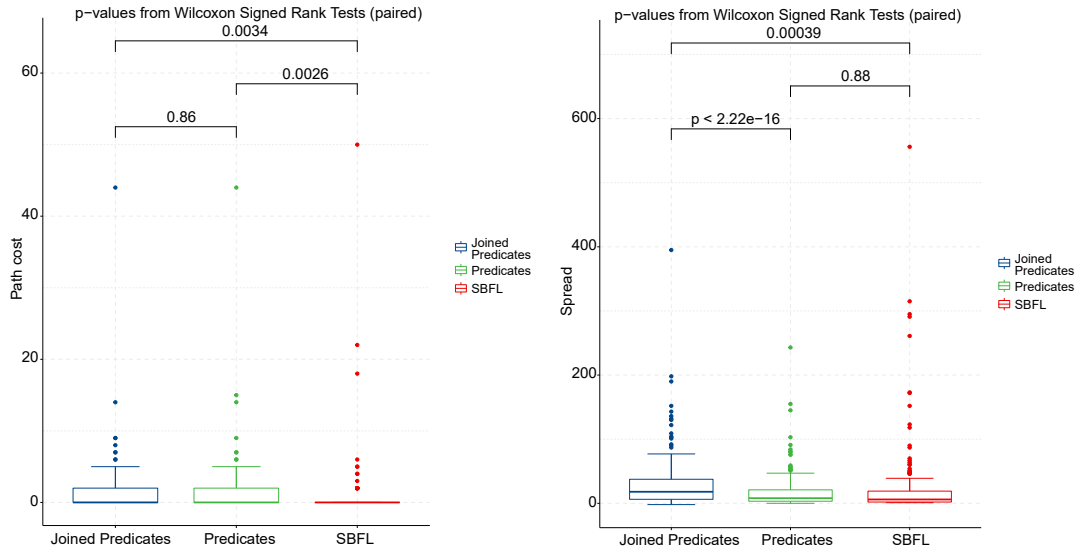 p−values from Wilcoxon Signed Rank Tests (paired)
0.0034
0.0026
0.86
60
40
20
0
Path cost
Joined Predicates
Predicates
SBFL
Joined
Predicates
Predicates
SBFL
p−values from Wilcoxon Signed Rank Tests (paired)
0.00039
0.88
p < 2.22e−16
600
400
200
0
Spread
Joined Predicates
Predicates
SBFL
Joined
Predicates
Predicates
SBFL